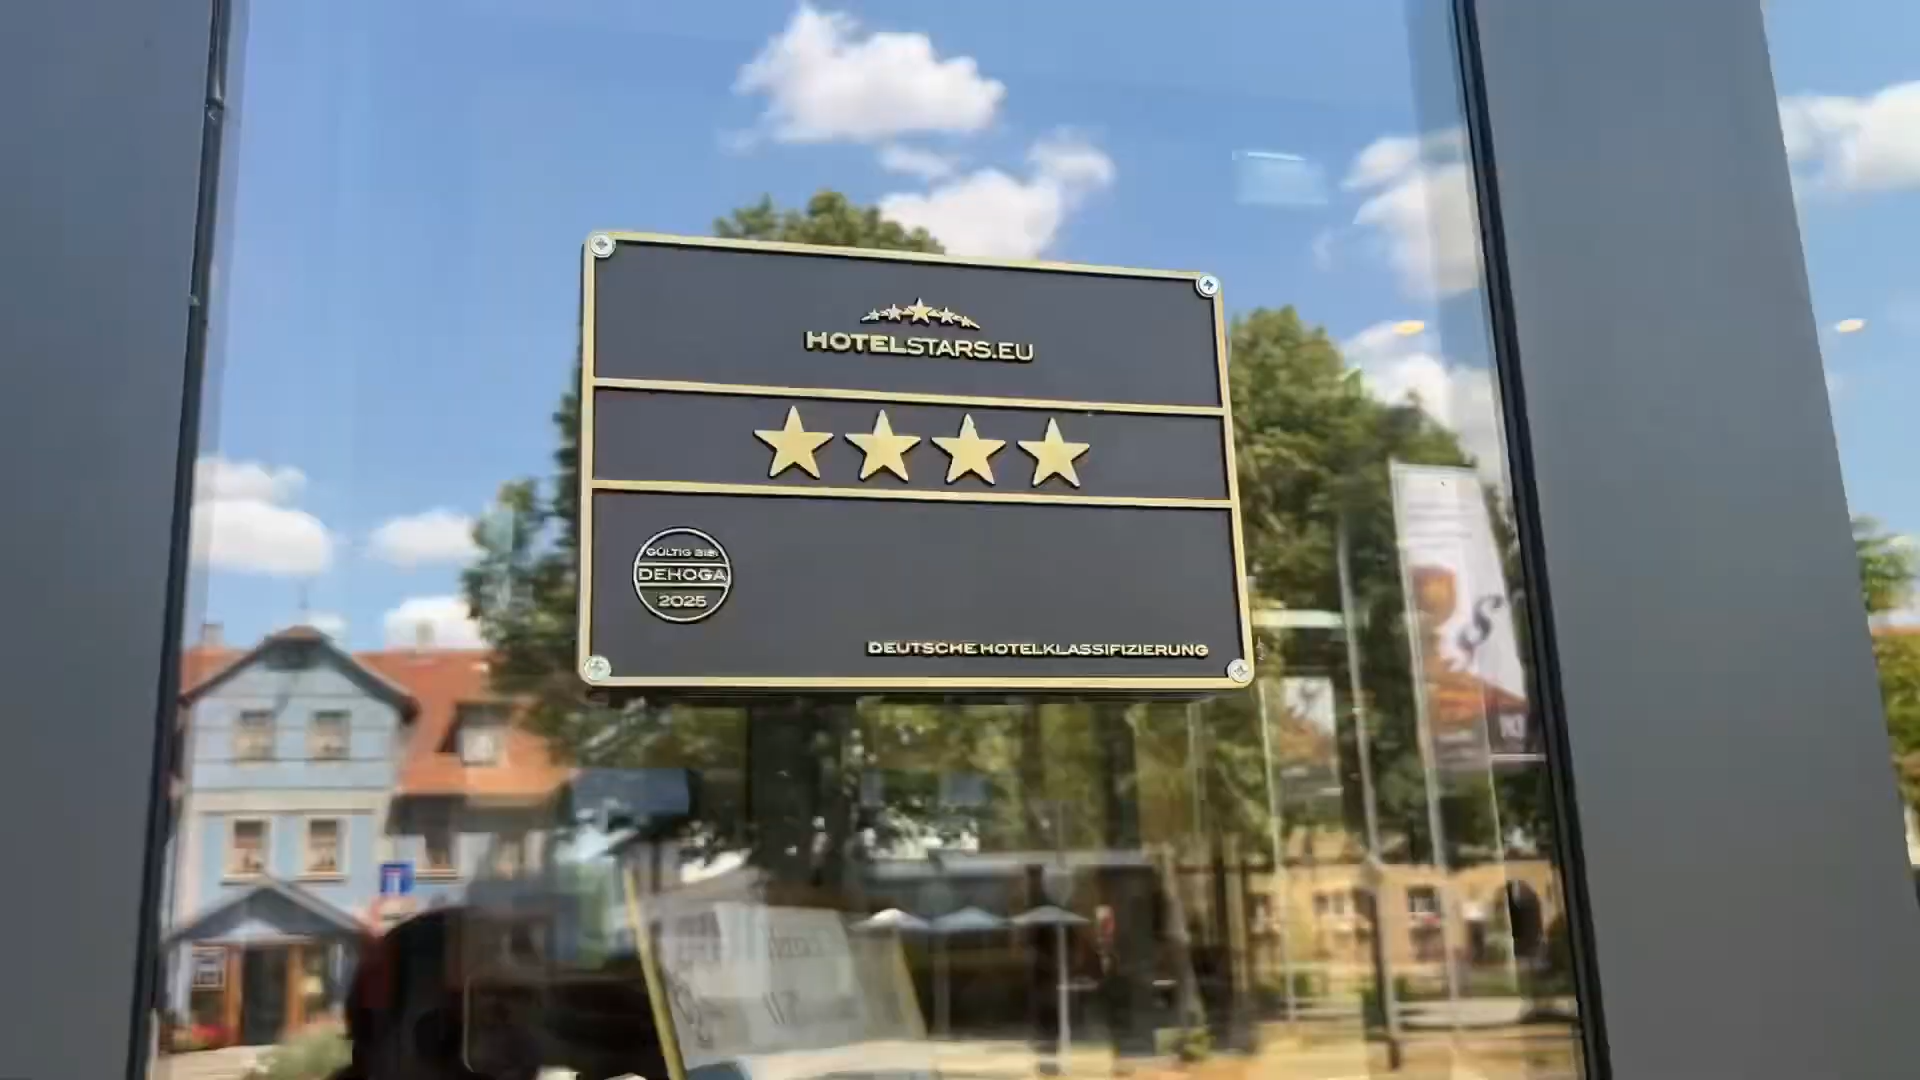 HOTELSTARS.EU
GÜLTIG BIS:
DEHOGA
2025
DEUTSCHE HOTELKLASSIFIZIERUNG